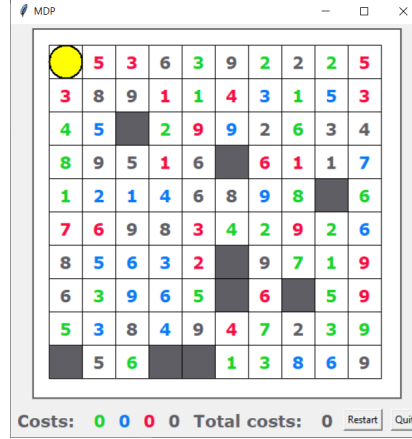 MDP
5 3 6 3 9 2 2 2 5
3 8 9 1 1 4 3 1 5 3
4 5 2 9 9 2 6 3 4
8 9 5 1 6 6 1 1 7
1 2 1 4 6 8 9 8 6
7 6 9 8 3 4 2 9 2 6
8 5 6 3 2 9 7 1 9
6 3 9 6 5 6 5 9
5 3 8 4 9 4 7 2 3 9
5 6 1 3 8 6 9
Costs: 0 0 0 0 Total costs: 0 Restart Quit